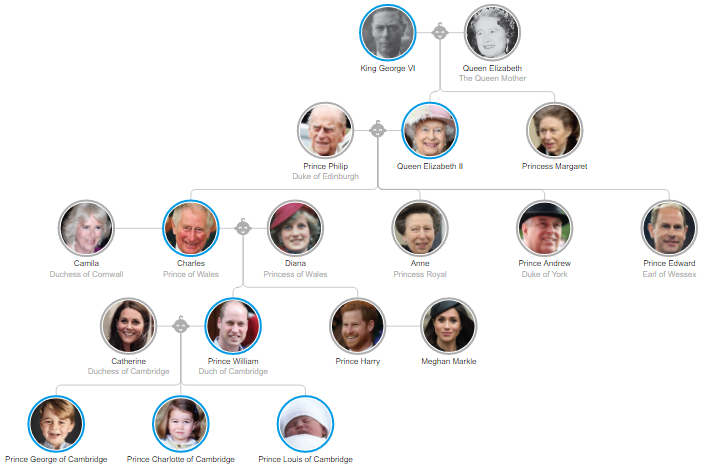 King George VI
Queen Elizabeth
The Queen Mother
Prince Philip
Duke of Edinburgh
Queen Elizabeth II
Princess Margaret
Camila
Duchess of Cornwall
Charles
Prince of Wales
Diana
Princess of Wales
Anne
Princess Royal
Prince Andrew
Duke of York
Prince Edward
Earl of Wessex
Catherine
Duchess of Cambridge
Prince William
Duch of Cambridge
Prince Harry
Meghan Markle
Prince George of Cambridge
Prince Charlotte of Cambridge
Prince Louis of Cambridge